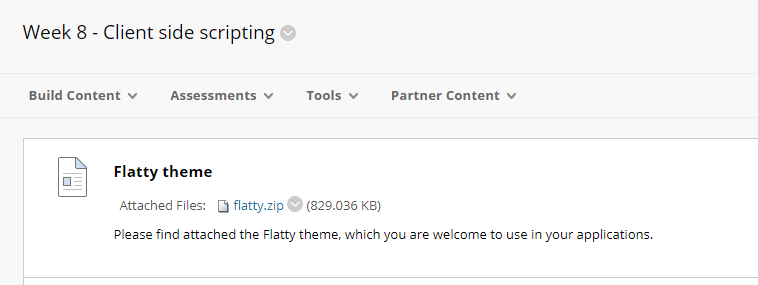 Week 8 - Client side scripting
Build Content Assessments Tools Partner Content
Flatty theme
Attached Files: flatty.zip (829.036 KB)
Please find attached the Flatty theme, which you are welcome to use in your applications.